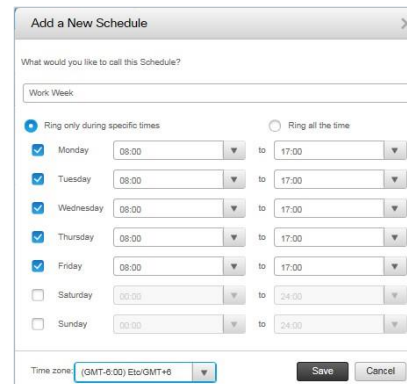 Add a New Schedule
What would you like to call this Schedule?
Work Week
Ring only during specific times Ring all the time
Monday 08:00 to 17:00
Tuesday 08:00 to 17:00
Wednesday 08:00 to 17:00
Thursday 08:00 to 17:00
Friday 08:00 to 17:00
Saturday 00:00 to 24:00
Sunday 00:00 to 24:00
Time zone: (GMT-6:00) Etc/GMT+6 Save Cancel